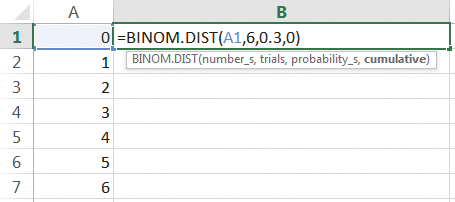 A B
1 0 =BINOM.DIST(A1,6,0.3,0)
2 1 BINOM.DIST(number_s, trials, probability_s, cumulative)
3 2
4 3
5 4
6 5
7 6